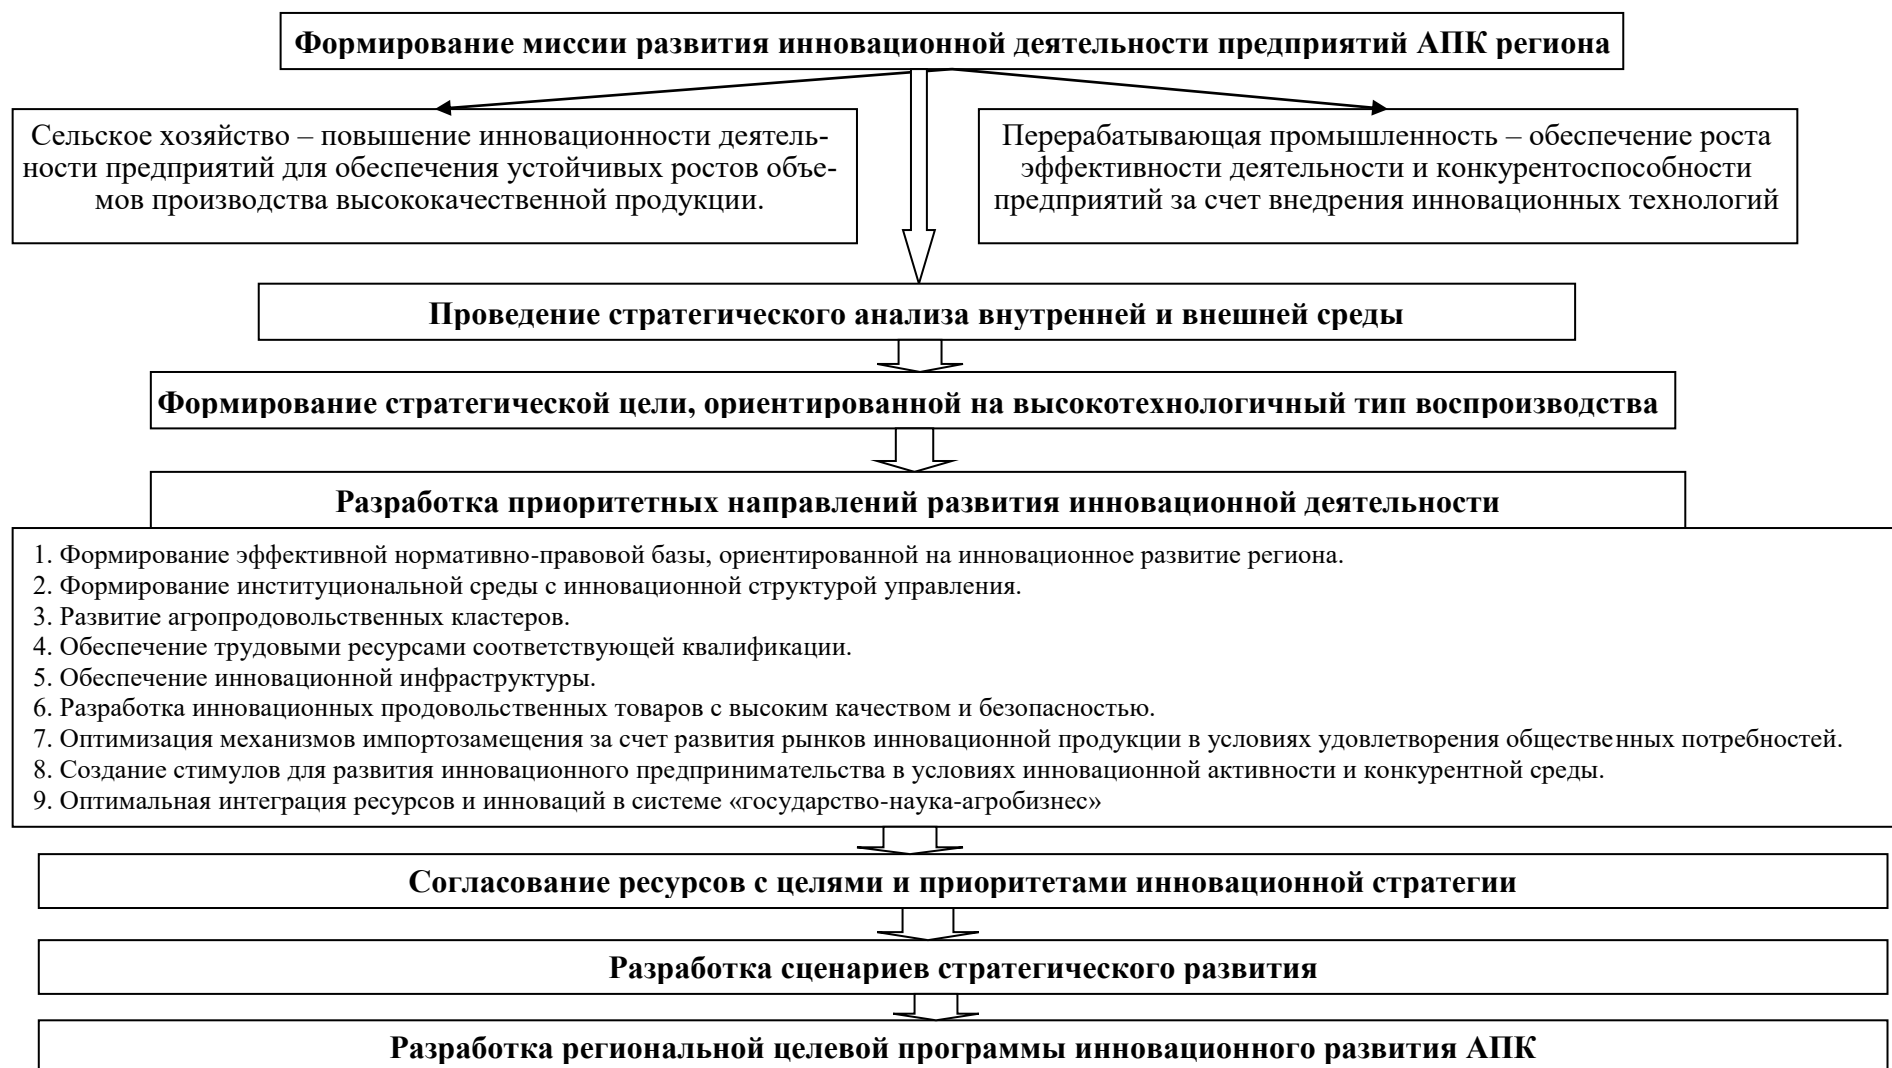 Формирование миссии развития инновационной деятельности предприятий АПК региона
Сельское хозяйство – повышение инновационности деятель-
ности предприятий для обеспечения устойчивых ростов объе-
мов производства высококачественной продукции.
Перерабатывающая промышленность – обеспечение роста
эффективности деятельности и конкурентоспособности
предприятий за счет внедрения инновационных технологий
Проведение стратегического анализа внутренней и внешней среды
Формирование стратегической цели, ориентированной на высокотехнологичный тип воспроизводства
Разработка приоритетных направлений развития инновационной деятельности
1. Формирование эффективной нормативно-правовой базы, ориентированной на инновационное развитие региона.
2. Формирование институциональной среды с инновационной структурой управления.
3. Развитие агропродовольственных кластеров.
4. Обеспечение трудовыми ресурсами соответствующей квалификации.
5. Обеспечение инновационной инфраструктуры.
6. Разработка инновационных продовольственных товаров с высоким качеством и безопасностью.
7. Оптимизация механизмов импортозамещения за счет развития рынков инновационной продукции в условиях удовлетворения общественных потребностей.
8. Создание стимулов для развития инновационного предпринимательства в условиях инновационной активности и конкурентной среды.
9. Оптимальная интеграция ресурсов и инноваций в системе «государство-наука-агробизнес»
Согласование ресурсов с целями и приоритетами инновационной стратегии
Разработка сценариев стратегического развития
Разработка региональной целевой программы инновационного развития АПК